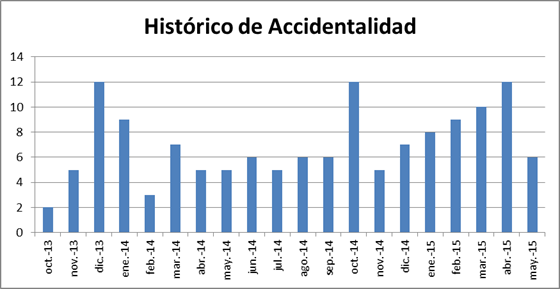 Histórico de Accidentalidad
14
12
10
8
6
4
2
0
oct.-13
nov.-13
dic.-13
ene.-14
feb.-14
mar.-14
abr.-14
may.-14
jun.-14
jul.-14
ago.-14
sep.-14
oct.-14
nov.-14
dic.-14
ene.-15
feb.-15
mar.-15
abr.-15
may.-15